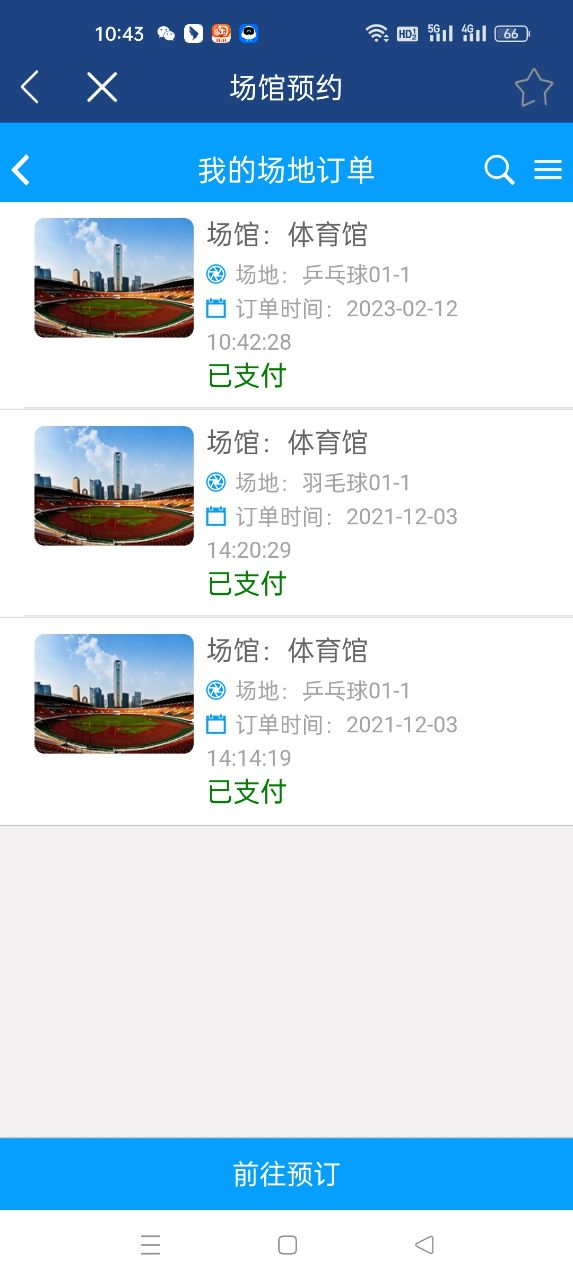 10:43
HD 5G 4G 66
场馆预约
我的场地订单
场馆：体育馆
场地：乒乓球01-1
订单时间：2023-02-12
10:42:28
已支付
场馆：体育馆
场地：羽毛球01-1
订单时间：2021-12-03
14:20:29
已支付
场馆：体育馆
场地：乒乓球01-1
订单时间：2021-12-03
14:14:19
已支付
前往预订